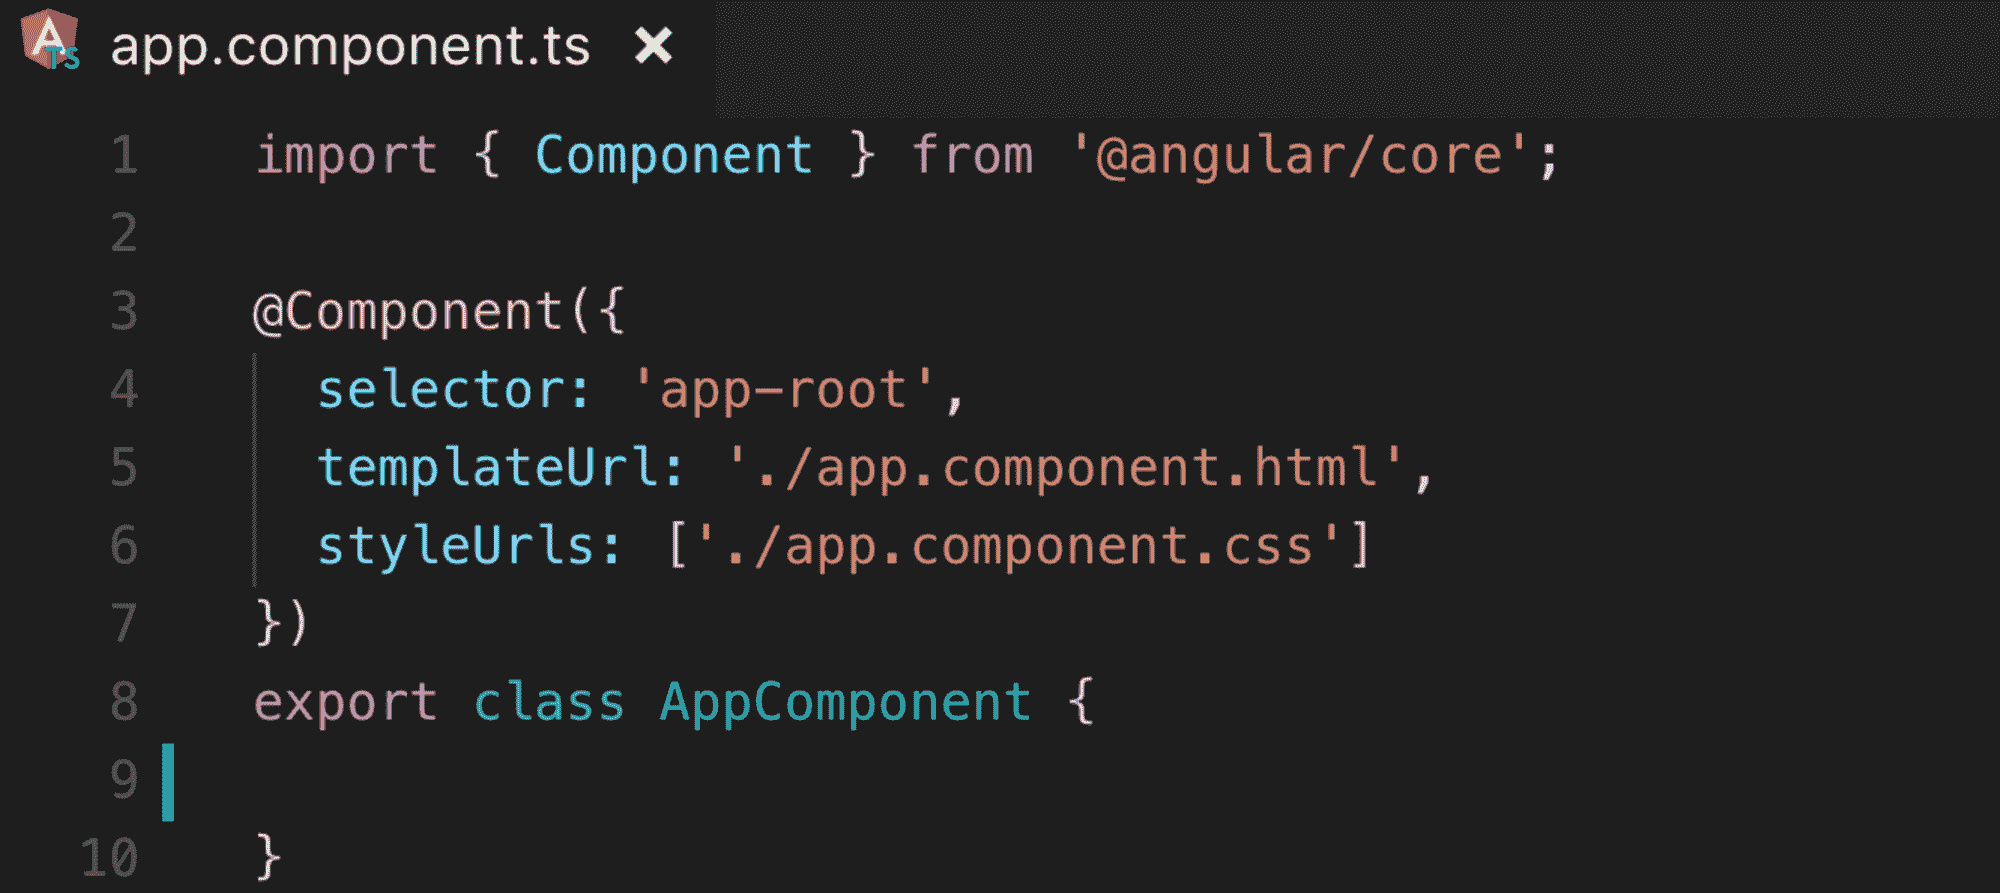 A TS app.component.ts ×
1 import { Component } from '@angular/core';
2
3 @Component({
4   selector: 'app-root',
5   templateUrl: './app.component.html',
6   styleUrls: ['./app.component.css']
7 })
8 export class AppComponent {
9
10 }